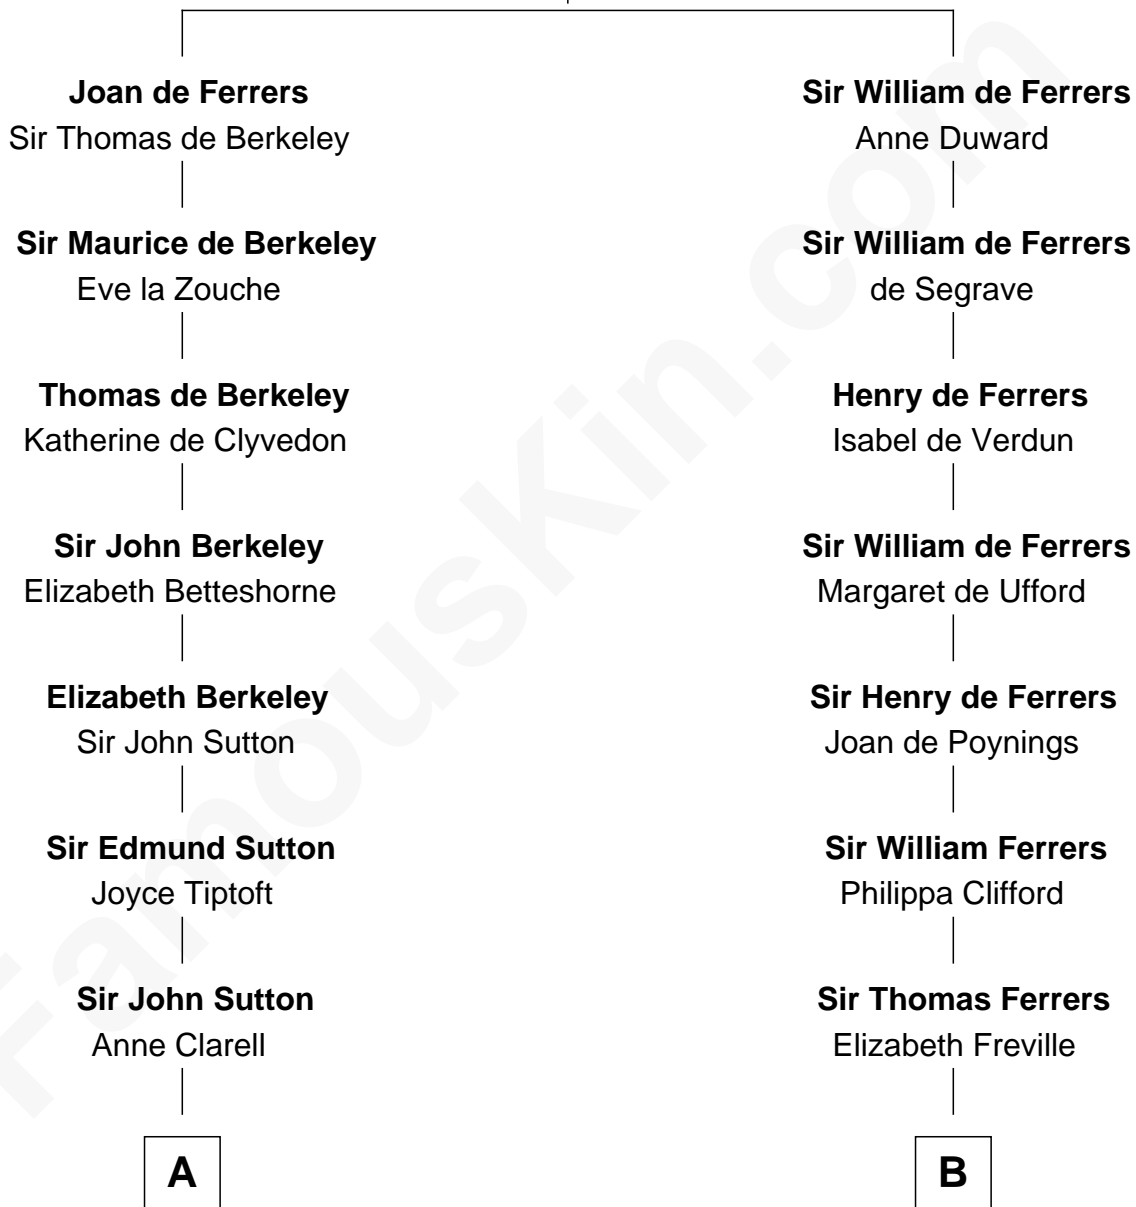 Joan de Ferrers
Sir Thomas de Berkeley
Sir Maurice de Berkeley
Eve la Zouche
Thomas de Berkeley
Katherine de Clyvedon
Sir John Berkeley
Elizabeth Betteshorne
Elizabeth Berkeley
Sir John Sutton
Sir Edmund Sutton
Joyce Tiptoft
Sir John Sutton
Anne Clarell
A
Sir William de Ferrers
Anne Duward
Sir William de Ferrers
de Segrave
Henry de Ferrers
Isabel de Verdun
Sir William de Ferrers
Margaret de Ufford
Sir Henry de Ferrers
Joan de Poynings
Sir William Ferrers
Philippa Clifford
Sir Thomas Ferrers
Elizabeth Freville
B
FamousKin.com